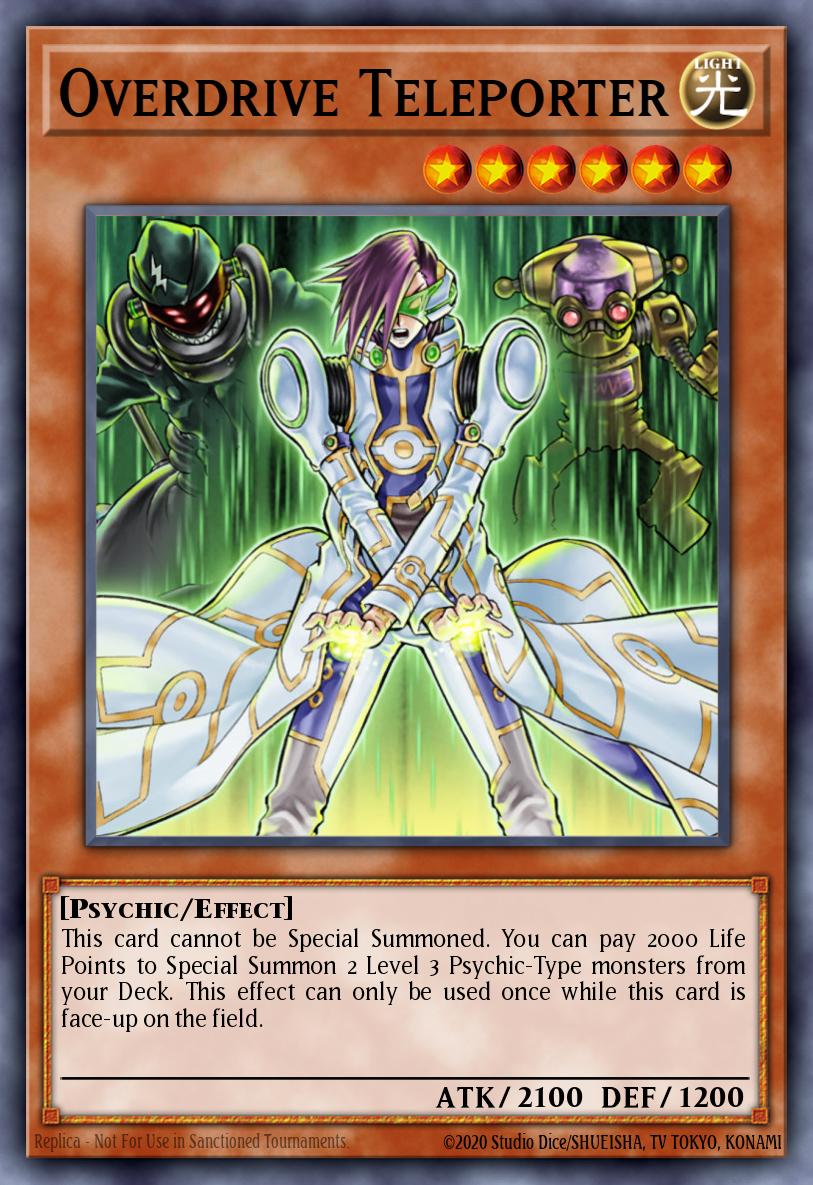 Overdrive Teleporter
LIGHT
光
[Psychic/Effect]
This card cannot be Special Summoned. You can pay 2000 Life
Points to Special Summon 2 Level 3 Psychic-Type monsters from
your Deck. This effect can only be used once while this card is
face-up on the field.
ATK/2100 DEF/1200
Replica - Not For Use in Sanctioned Tournaments.
©2020 Studio Dice/SHUEISHA, TV TOKYO, KONAMI